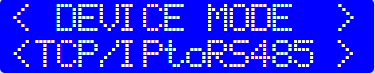 < DEVICE MODE >
<TCP/IPtoRS485 >